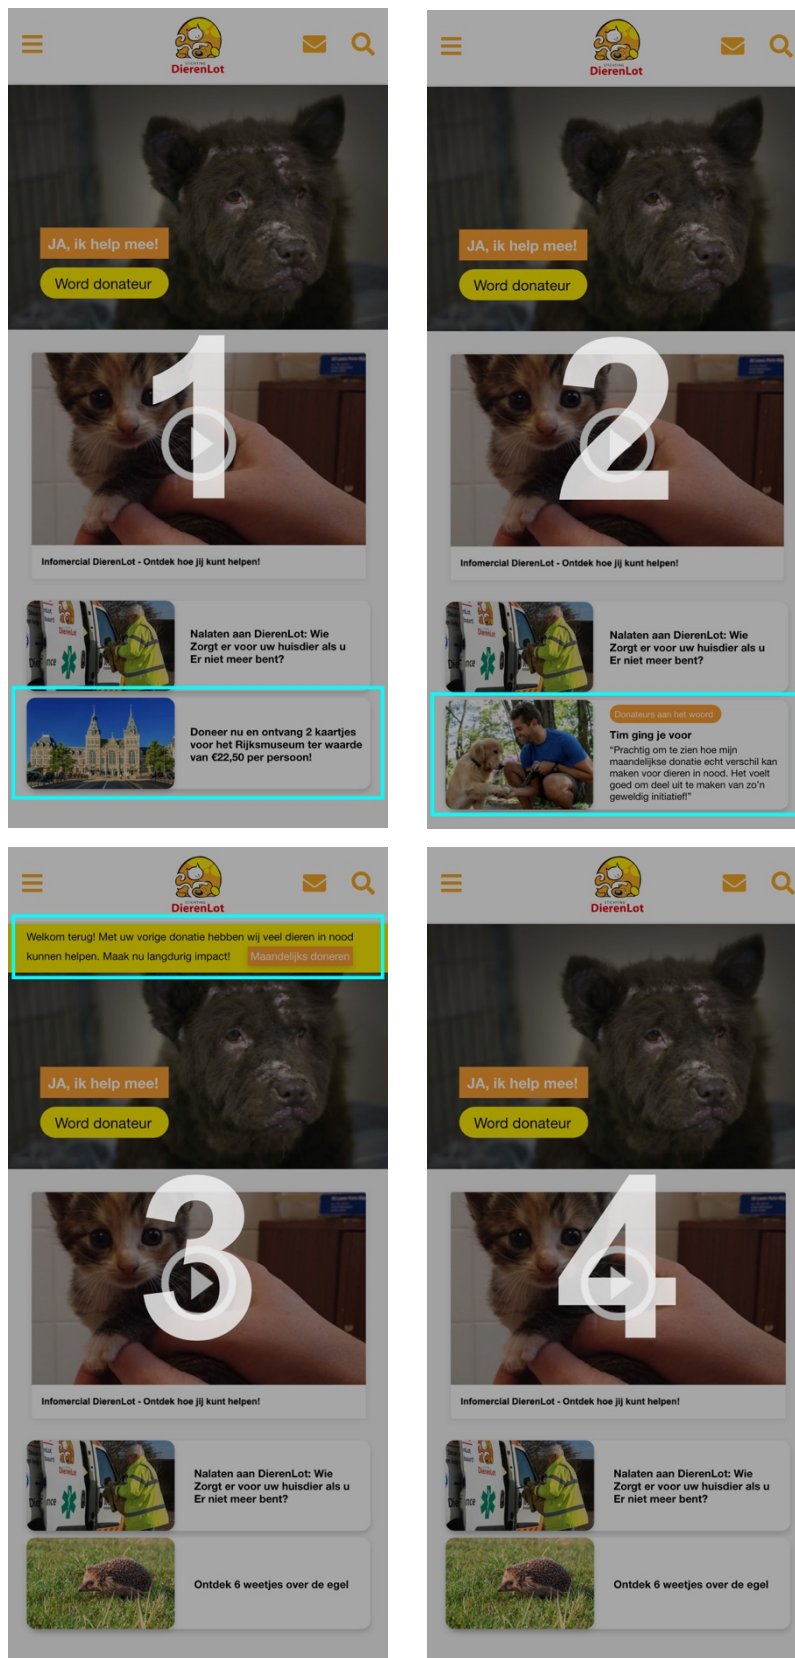 STICHTING
DierenLot
JA, ik help mee!
Word donateur
1
Infomercial DierenLot - Ontdek hoe jij kunt helpen!
Nalaten aan DierenLot: Wie
Zorgt er voor uw huisdier als u
Er niet meer bent?
Doneer nu en ontvang 2 kaartjes
voor het Rijksmuseum ter waarde
van €22,50 per persoon!
STICHTING
DierenLot
JA, ik help mee!
Word donateur
2
Infomercial DierenLot - Ontdek hoe jij kunt helpen!
Nalaten aan DierenLot: Wie
Zorgt er voor uw huisdier als u
Er niet meer bent?
Donateurs aan het woord
Tim ging je voor
“Prachtig om te zien hoe mijn
maandelijkse donatie echt verschil kan
maken voor dieren in nood. Het voelt
goed om deel uit te maken van zo’n
geweldig initiatief!”
STICHTING
DierenLot
Welkom terug! Met uw vorige donatie hebben wij veel dieren in nood
kunnen helpen. Maak nu langdurig impact! Maandelijks doneren
JA, ik help mee!
Word donateur
3
Infomercial DierenLot - Ontdek hoe jij kunt helpen!
Nalaten aan DierenLot: Wie
Zorgt er voor uw huisdier als u
Er niet meer bent?
Ontdek 6 weetjes over de egel
STICHTING
DierenLot
JA, ik help mee!
Word donateur
4
Infomercial DierenLot - Ontdek hoe jij kunt helpen!
Nalaten aan DierenLot: Wie
Zorgt er voor uw huisdier als u
Er niet meer bent?
Ontdek 6 weetjes over de egel